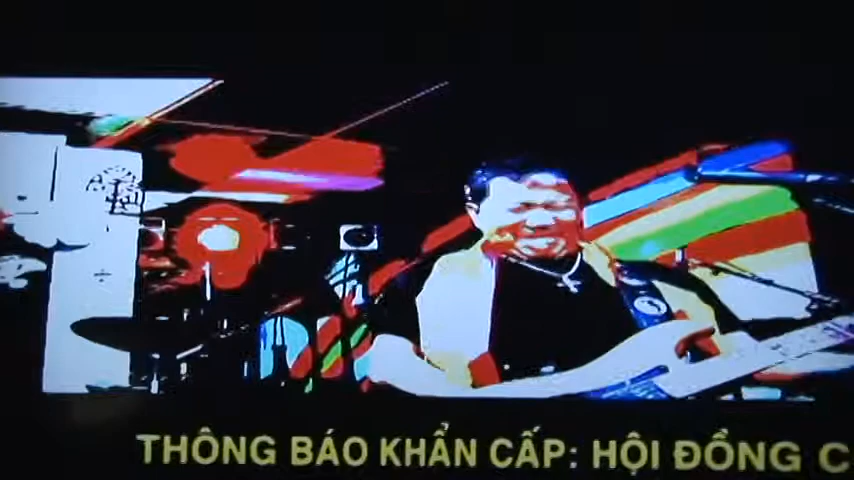 THÔNG BÁO KHẨN CẤP: HỘI ĐỒNG C